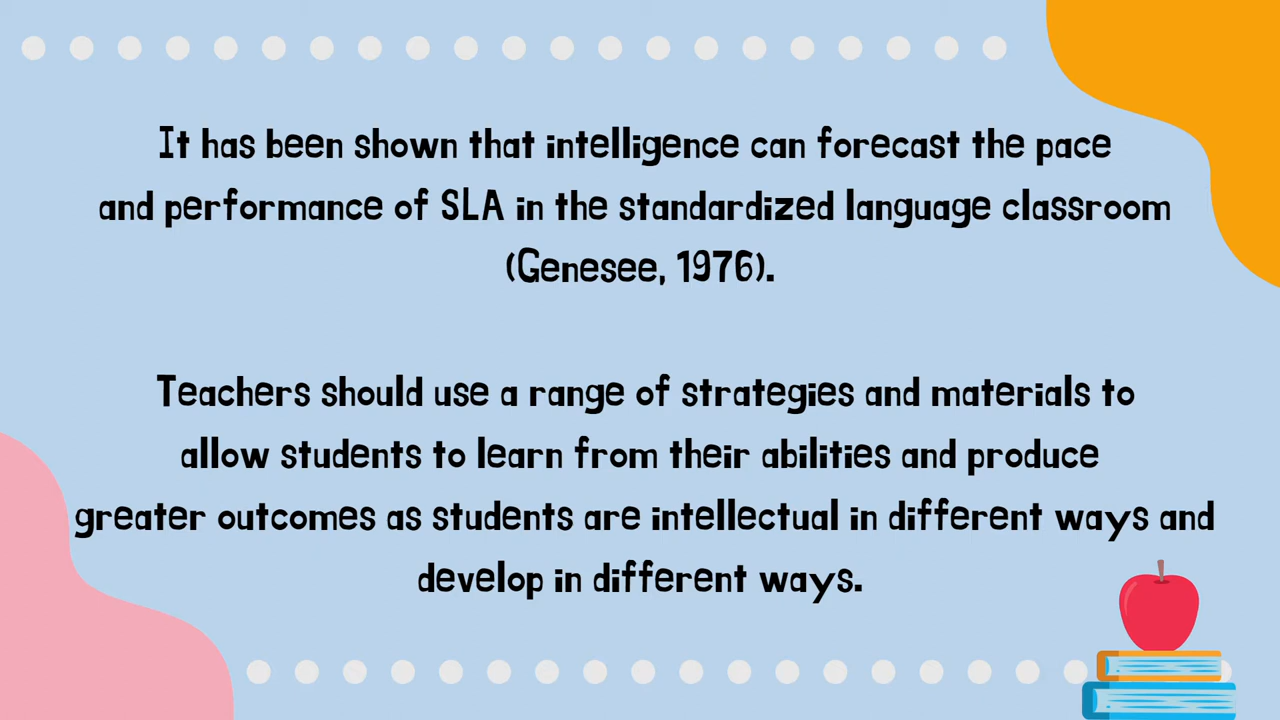 It has been shown that intelligence can forecast the pace
and performance of SLA in the standardized language classroom
(Genesee, 1976).
Teachers should use a range of strategies and materials to
allow students to learn from their abilities and produce
greater outcomes as students are intellectual in different ways and
develop in different ways.